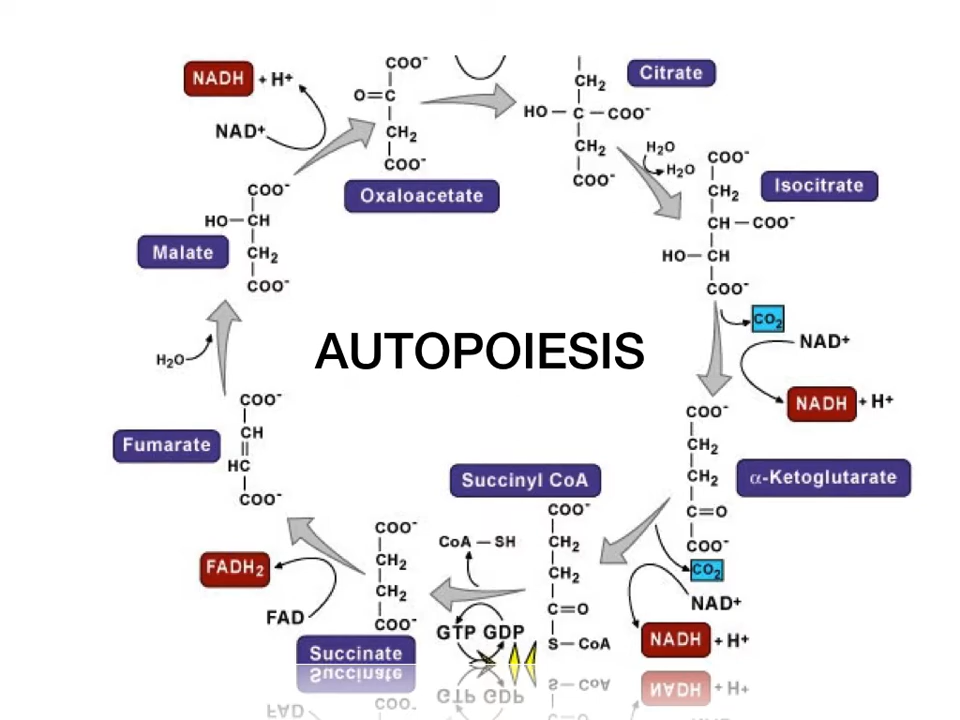 NADH + H+
NAD+
COO-
O=C
CH2
COO-
Oxaloacetate
CH2
HO — C — COO-
CH2
COO-
Citrate
H2O
H2O
COO-
CH2
CH — COO-
HO — CH
COO-
Isocitrate
COO-
HO — CH
CH2
COO-
Malate
CO2
NAD+
NADH + H+
AUTOPOIESIS
H2O
COO-
CH
HC
COO-
Fumarate
COO-
CH2
CH2
C=O
COO-
α-Ketoglutarate
CO2
NAD+
NADH + H+
Succinyl CoA
COO-
CH2
CH2
C=O
S — CoA
CoA — SH
GTP GDP
COO-
CH2
CH2
COO-
Succinate
FADH2
FAD